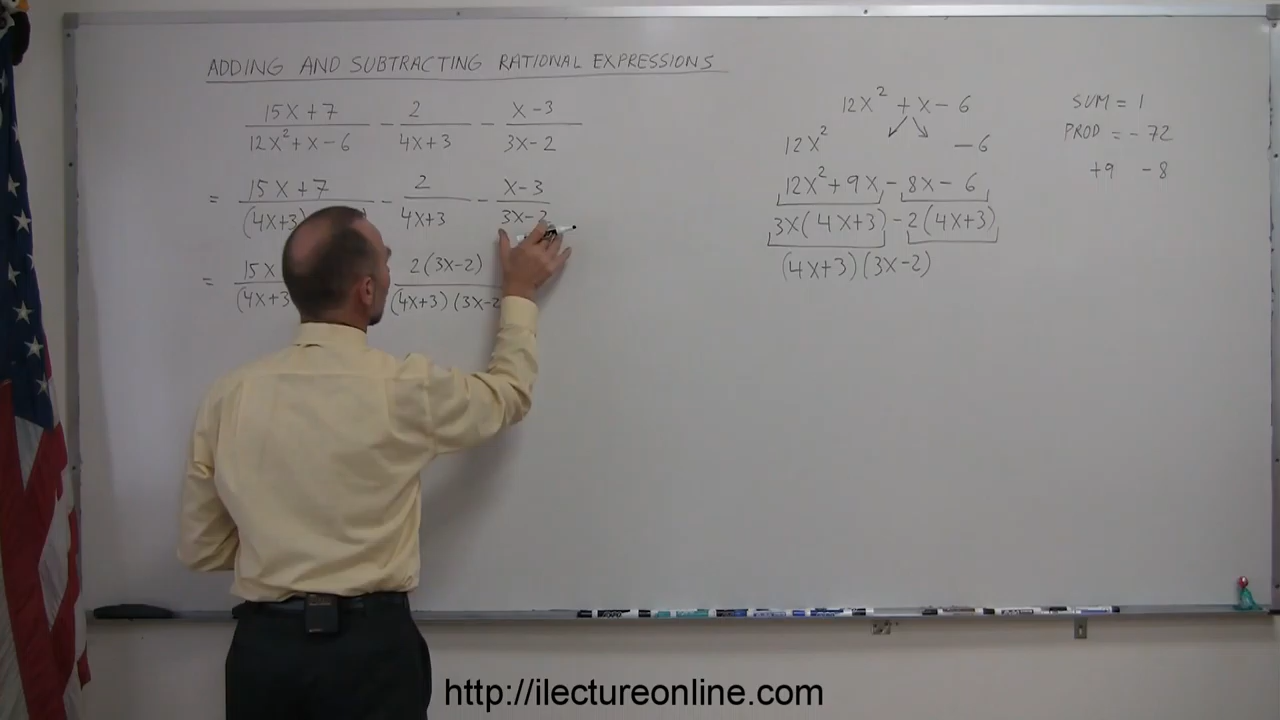 ADDING AND SUBTRACTING RATIONAL EXPRESSIONS
15X + 7 / 12X² + X - 6 - 2 / 4X+3 - X - 3 / 3X - 2
= 15X + 7 / (4X+3) - 2 / 4X+3 - X - 3 / 3X - 2
= 15X / (4X+3 2(3X-2) / (4X+3)(3X-2
12X² + X - 6
12X² - 6
12X² + 9X - 8X - 6
3X(4X+3) - 2(4X+3)
(4X+3)(3X-2)
SUM = 1
PROD = - 72
+9 - 8
EXPO
http://ilectureonline.com